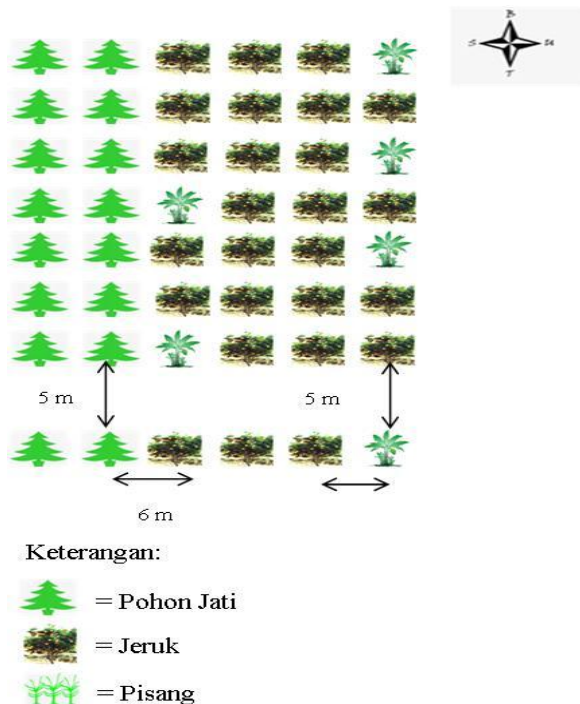 B
S U
T
5 m 5 m
6 m
Keterangan:
= Pohon Jati
= Jeruk
= Pisang